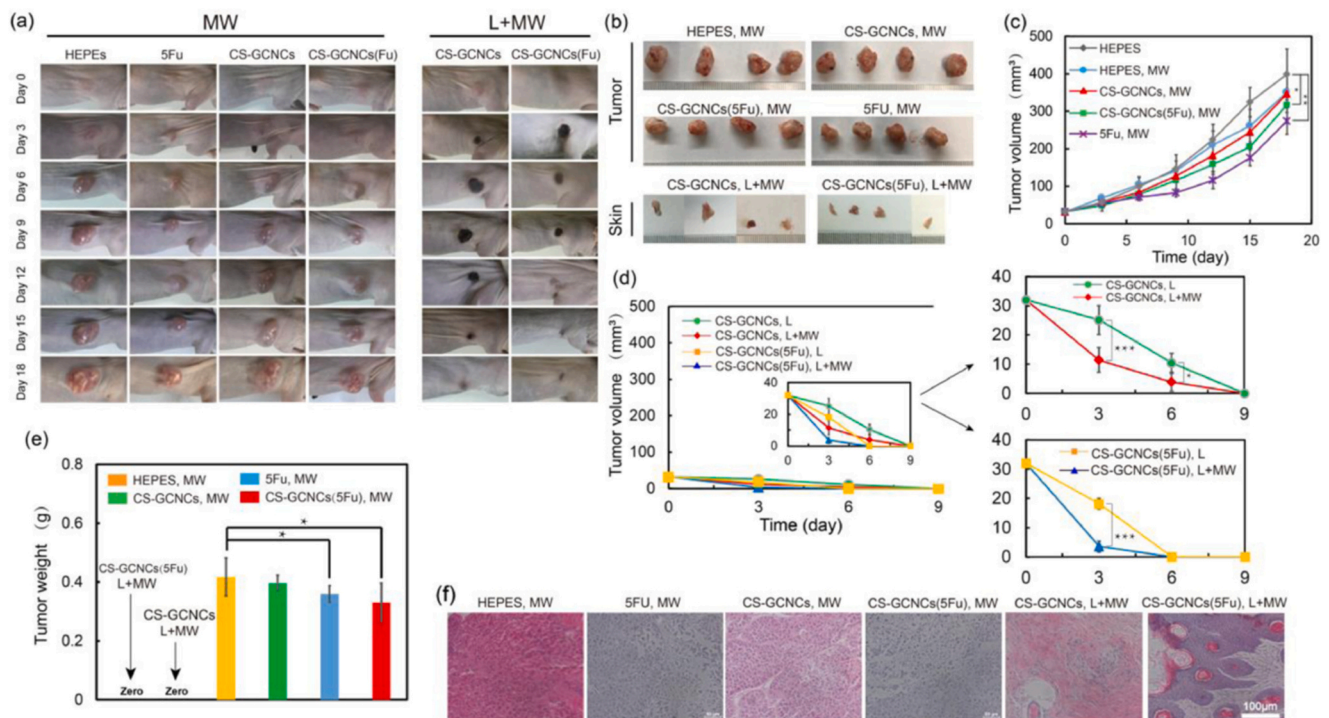 (a)
MW
L+MW
HEPEs 5Fu CS-GCNCs CS-GCNCs(Fu)
CS-GCNCs CS-GCNCs(Fu)
Day 0
Day 3
Day 6
Day 9
Day 12
Day 15
Day 18
(b)
HEPES, MW CS-GCNCs, MW
Tumor
CS-GCNCs(5Fu), MW 5FU, MW
CS-GCNCs, L+MW CS-GCNCs(5Fu), L+MW
Skin
(c)
Tumor volume (mm³)
500
400
300
200
100
0
HEPES
HEPES, MW
CS-GCNCs, MW
CS-GCNCs(5Fu), MW
5Fu, MW
*
**
0 5 10 15 20
Time (day)
(d)
Tumor volume (mm³)
500
400
300
200
100
0
CS-GCNCs, L
CS-GCNCs, L+MW
CS-GCNCs(5Fu), L
CS-GCNCs(5Fu), L+MW
40
20
0
0 3 6 9
0 3 6 9
Time (day)
40
30
20
10
0
CS-GCNCs, L
CS-GCNCs, L+MW
***
*
0 3 6 9
40
30
20
10
0
CS-GCNCs(5Fu), L
CS-GCNCs(5Fu), L+MW
***
0 3 6 9
(e)
Tumor weight (g)
0.8
0.6
0.4
0.2
0
HEPES, MW 5Fu, MW
CS-GCNCs, MW CS-GCNCs(5Fu), MW
*
*
CS-GCNCs(5Fu)
L+MW
CS-GCNCs
L+MW
Zero Zero
(f)
HEPES, MW 5FU, MW CS-GCNCs, MW CS-GCNCs(5Fu), MW CS-GCNCs, L+MW CS-GCNCs(5Fu), L+MW
100μm